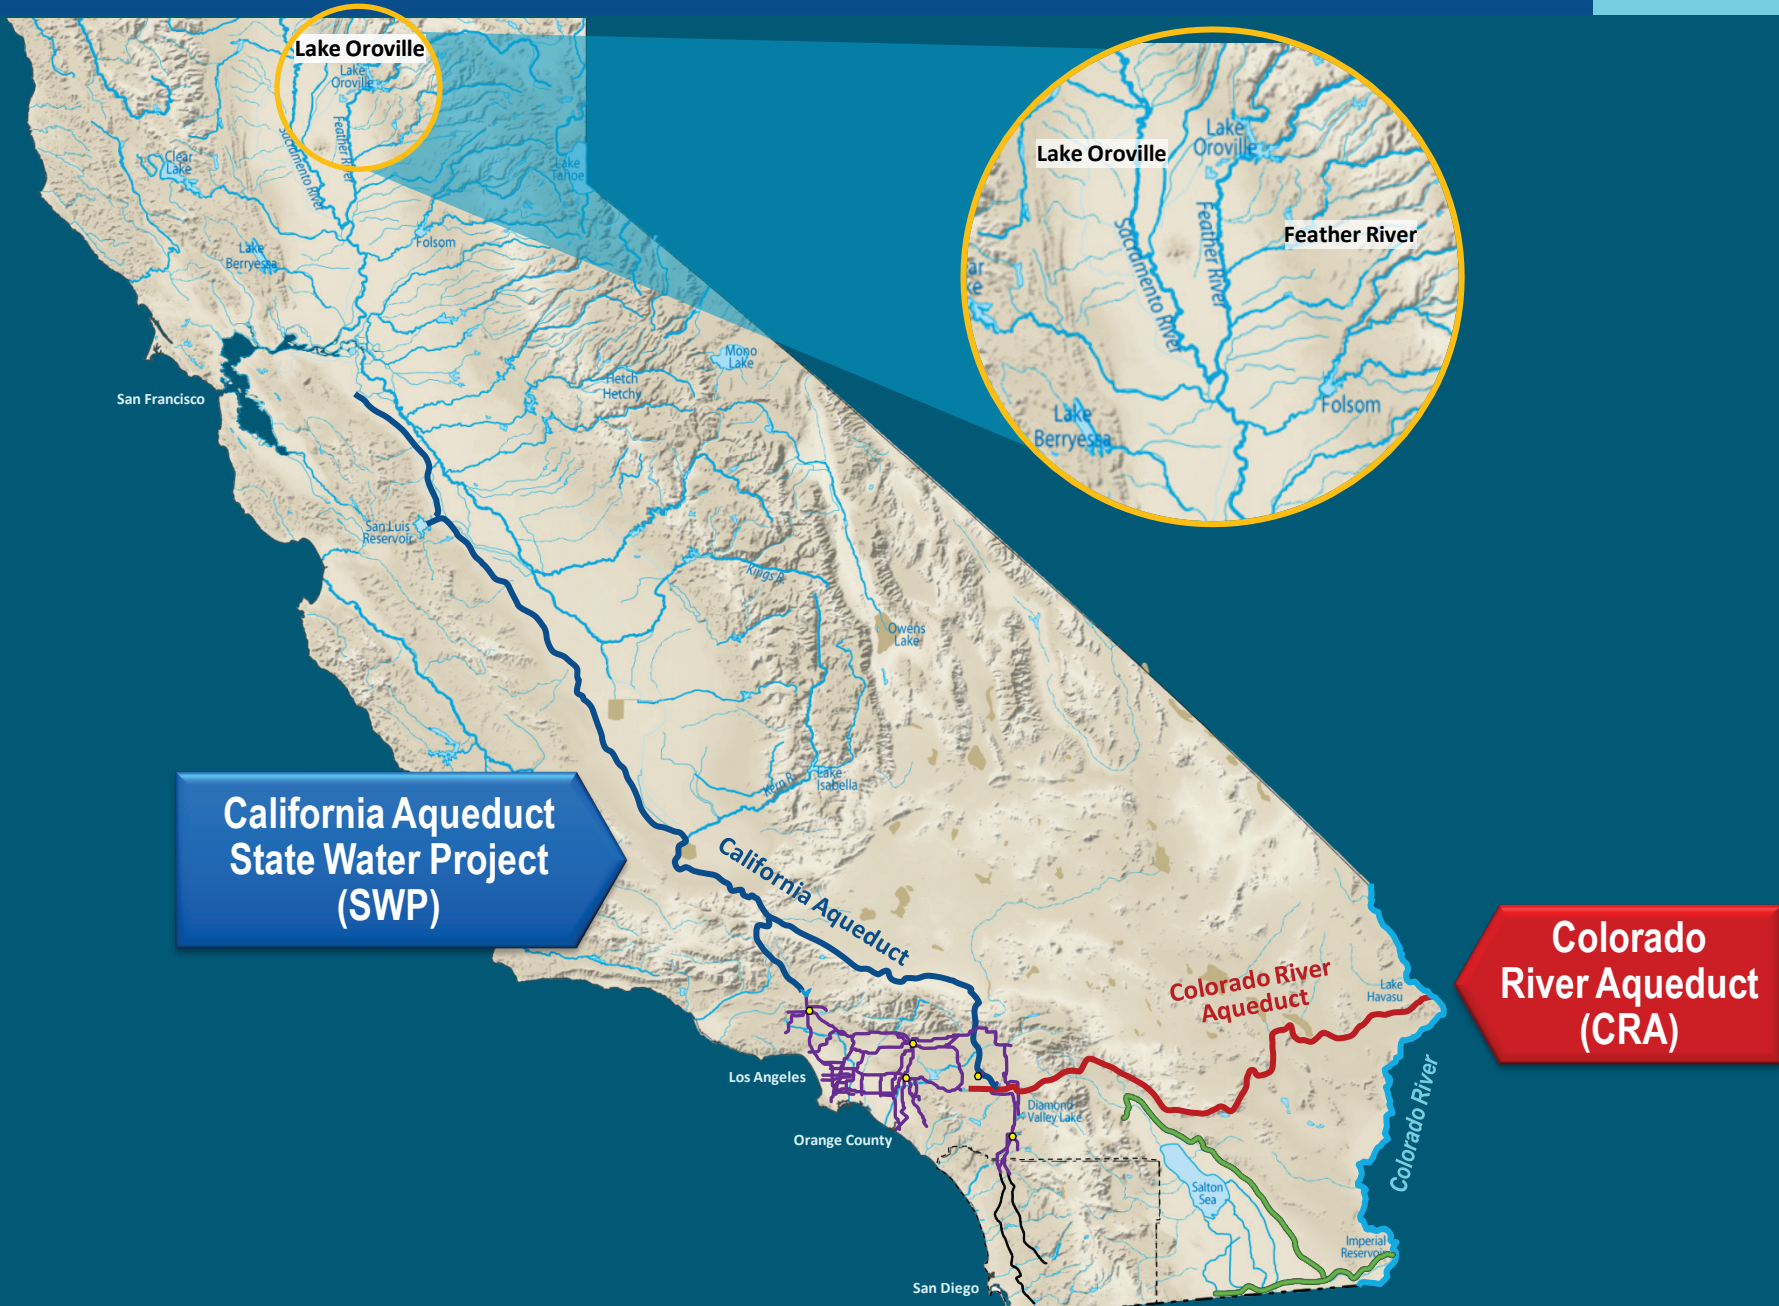 Lake Oroville
Lake
Oroville
Sacramento River
Feather River
Clear
Lake
Lake
Tahoe
Lake
Berryessa
Folsom
Lake Oroville
Lake
Oroville
Feather River
Sacramento River
Feather River
ar
ke
Folsom
Lake
Berryessa
San Francisco
Mono
Lake
Hetch
Hetchy
San Luis
Reservoir
Kings R.
Owens
Lake
Lake
Isabella
Kern R.
California Aqueduct
State Water Project
(SWP)
California Aqueduct
Colorado River
Aqueduct
Lake
Havasu
Colorado
River Aqueduct
(CRA)
Los Angeles
Diamond
Valley Lake
Orange County
Colorado River
Salton
Sea
Imperial
Reservoir
San Diego